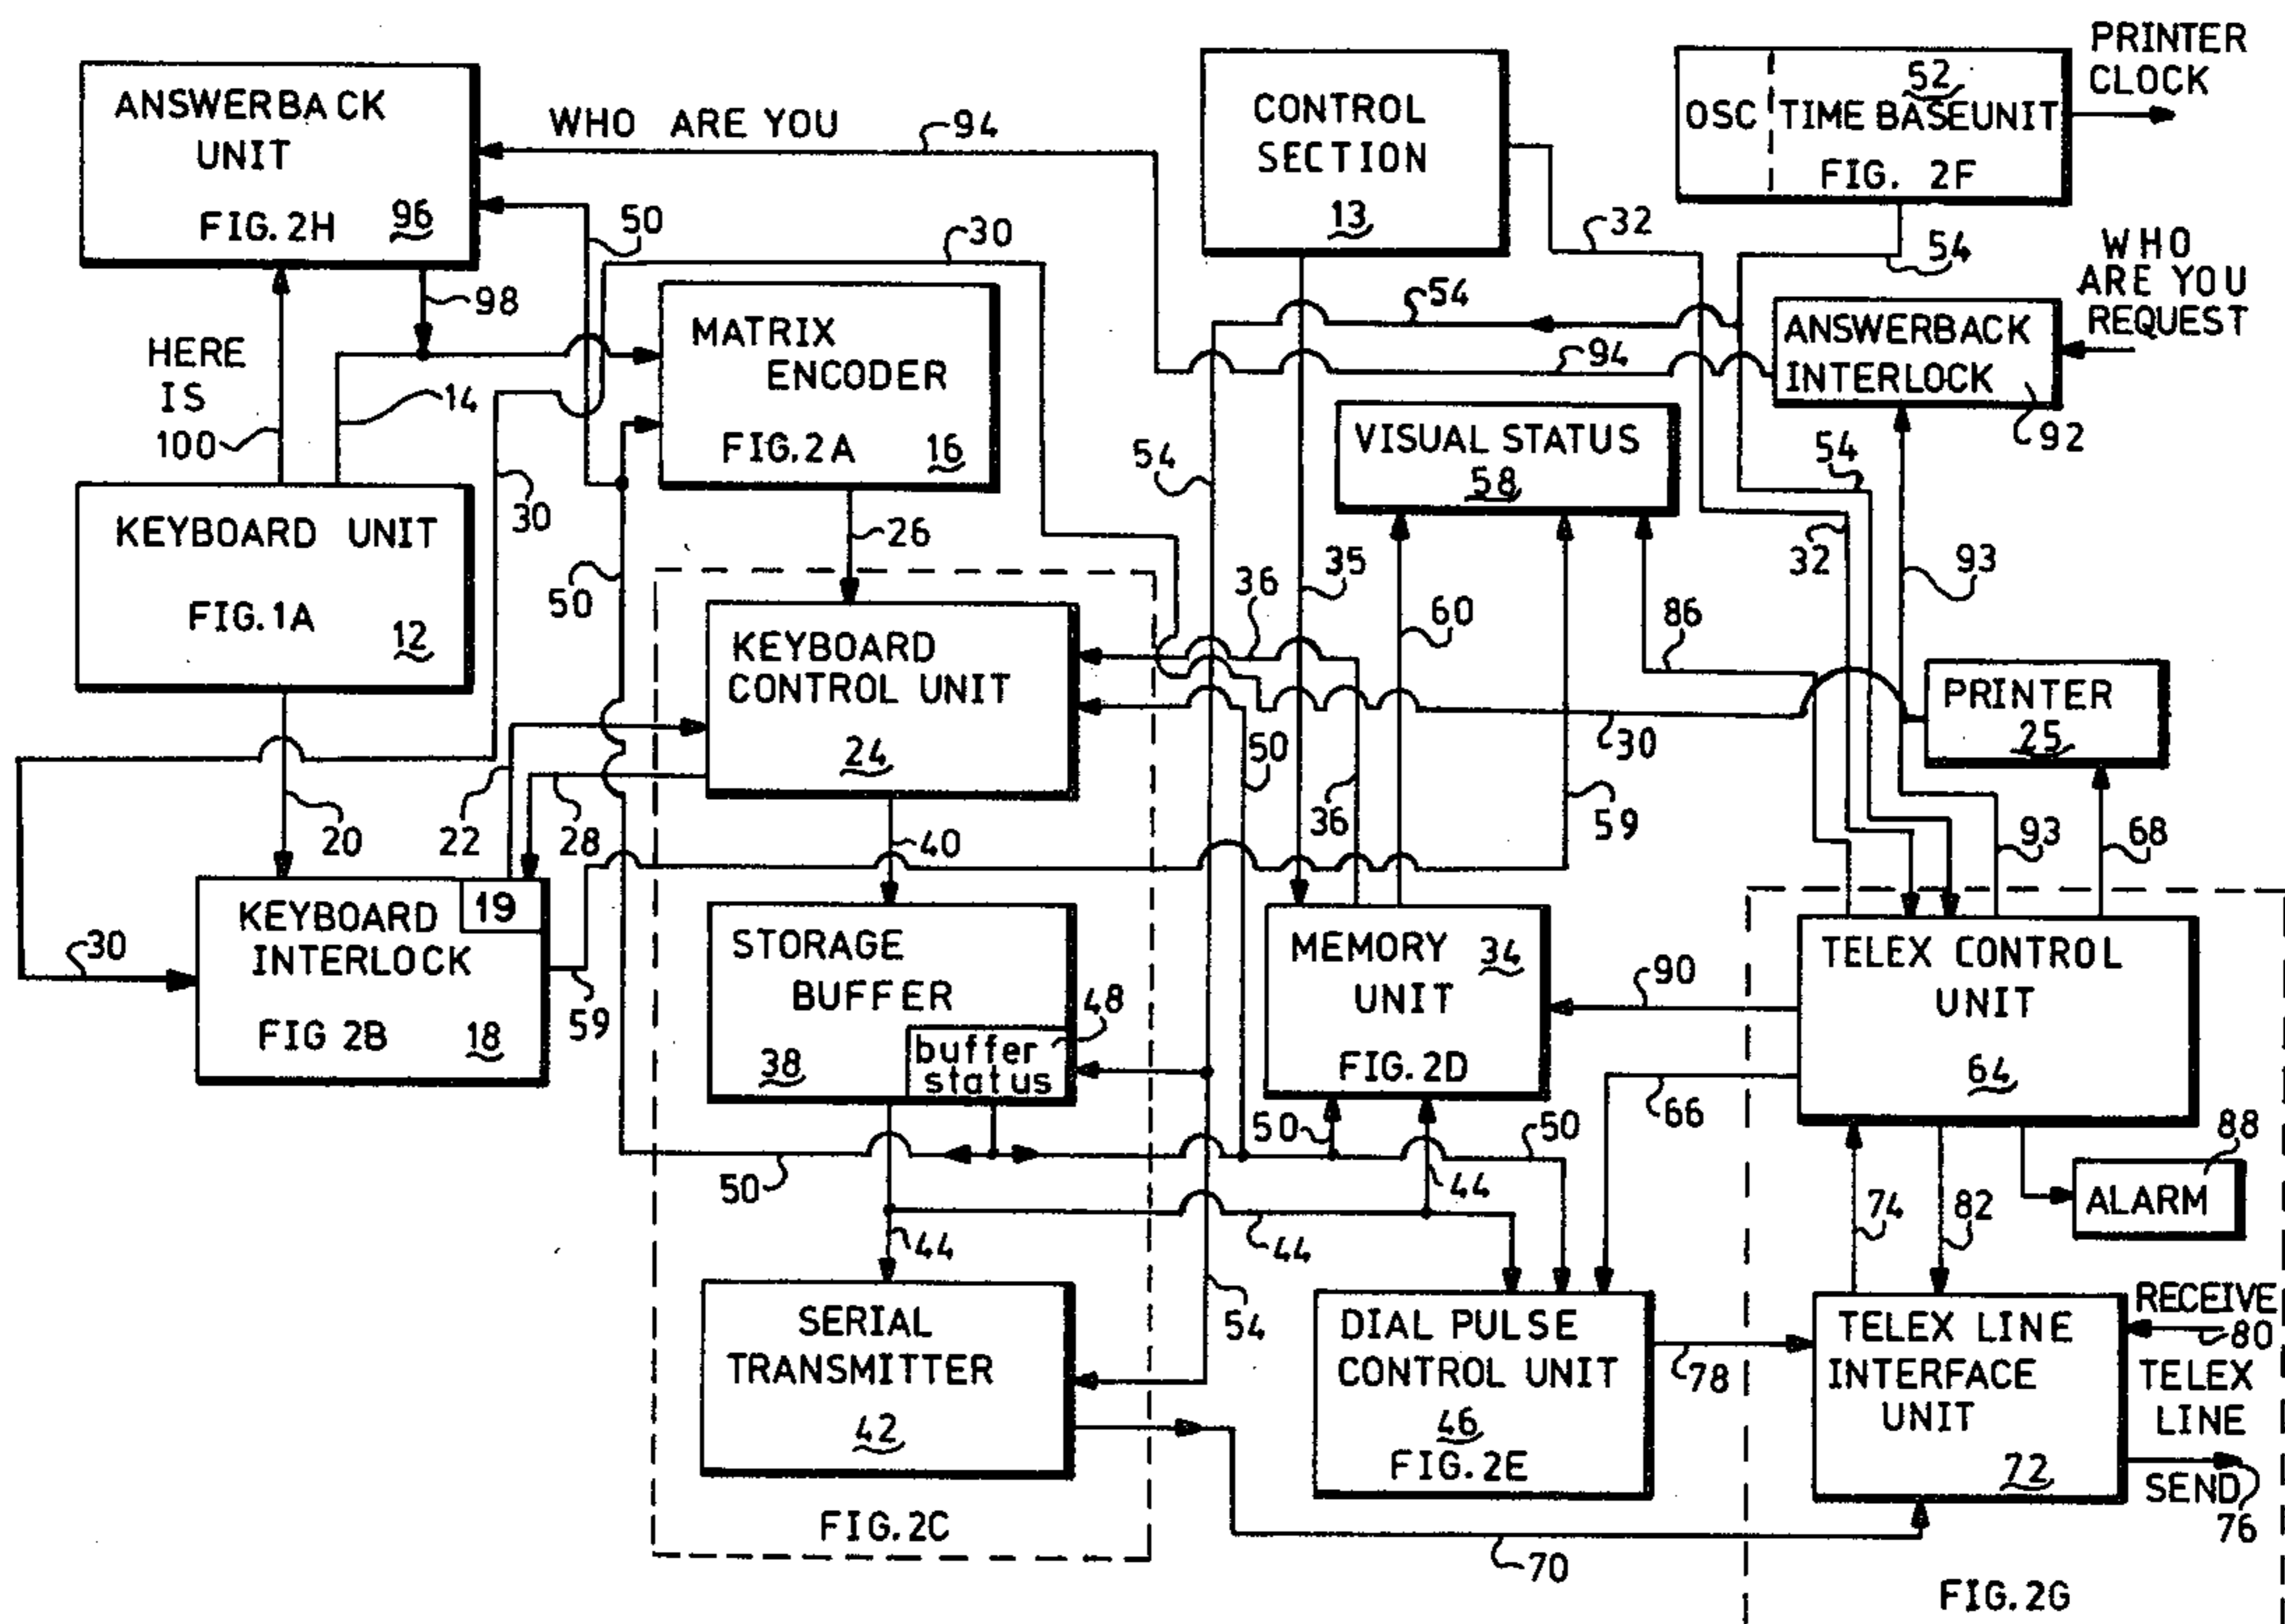 PRINTER
CLOCK
ANSWERBACK
UNIT
FIG. 2H
96
WHO ARE YOU
94
CONTROL
SECTION
13
52
OSC
TIME BASE UNIT
FIG. 2F
50
30
32
54
WHO
ARE YOU
REQUEST
98
54
94
ANSWERBACK
INTERLOCK
92
HERE
IS
100
14
MATRIX
ENCODER
FIG. 2A
16
30
54
VISUAL STATUS
58
54
32
KEYBOARD UNIT
FIG. 1A
12
50
26
36
35
60
86
93
KEYBOARD
CONTROL UNIT
24
PRINTER
25
50
30
20
22
28
40
36
59
93
68
KEYBOARD
INTERLOCK
19
FIG 2B
18
30
59
STORAGE
BUFFER
38
buffer
status
48
MEMORY
UNIT
34
FIG. 2D
90
TELEX CONTROL
UNIT
64
66
50
50
50
44
88
ALARM
44
44
74
82
54
SERIAL
TRANSMITTER
42
DIAL PULSE
CONTROL UNIT
46
FIG. 2E
78
TELEX LINE
INTERFACE
UNIT
72
RECEIVE
80
TELEX
LINE
SEND
76
FIG. 2C
70
FIG. 2G